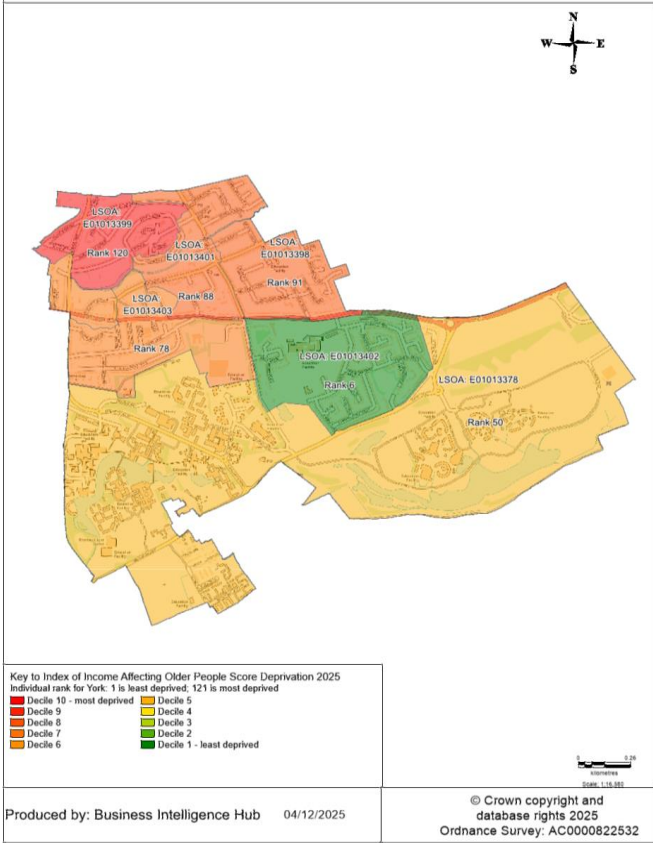 N
W E
S
LSOA:
E01013399
Rank 120
LSOA:
E01013401
LSOA:
E01013398
Rank 91
LSOA:
E01013403
Rank 88
Rank 78
LSOA: E01013402
Rank 6
LSOA: E01013378
Rank 50
Key to Index of Income Affecting Older People Score Deprivation 2025
Individual rank for York: 1 is least deprived; 121 is most deprived
Decile 10 - most deprived
Decile 9
Decile 8
Decile 7
Decile 6
Decile 5
Decile 4
Decile 3
Decile 2
Decile 1 - least deprived
0 0.25
kilometres
Produced by: Business Intelligence Hub 04/12/2025
© Crown copyright and
database rights 2025
Ordnance Survey: AC0000822532